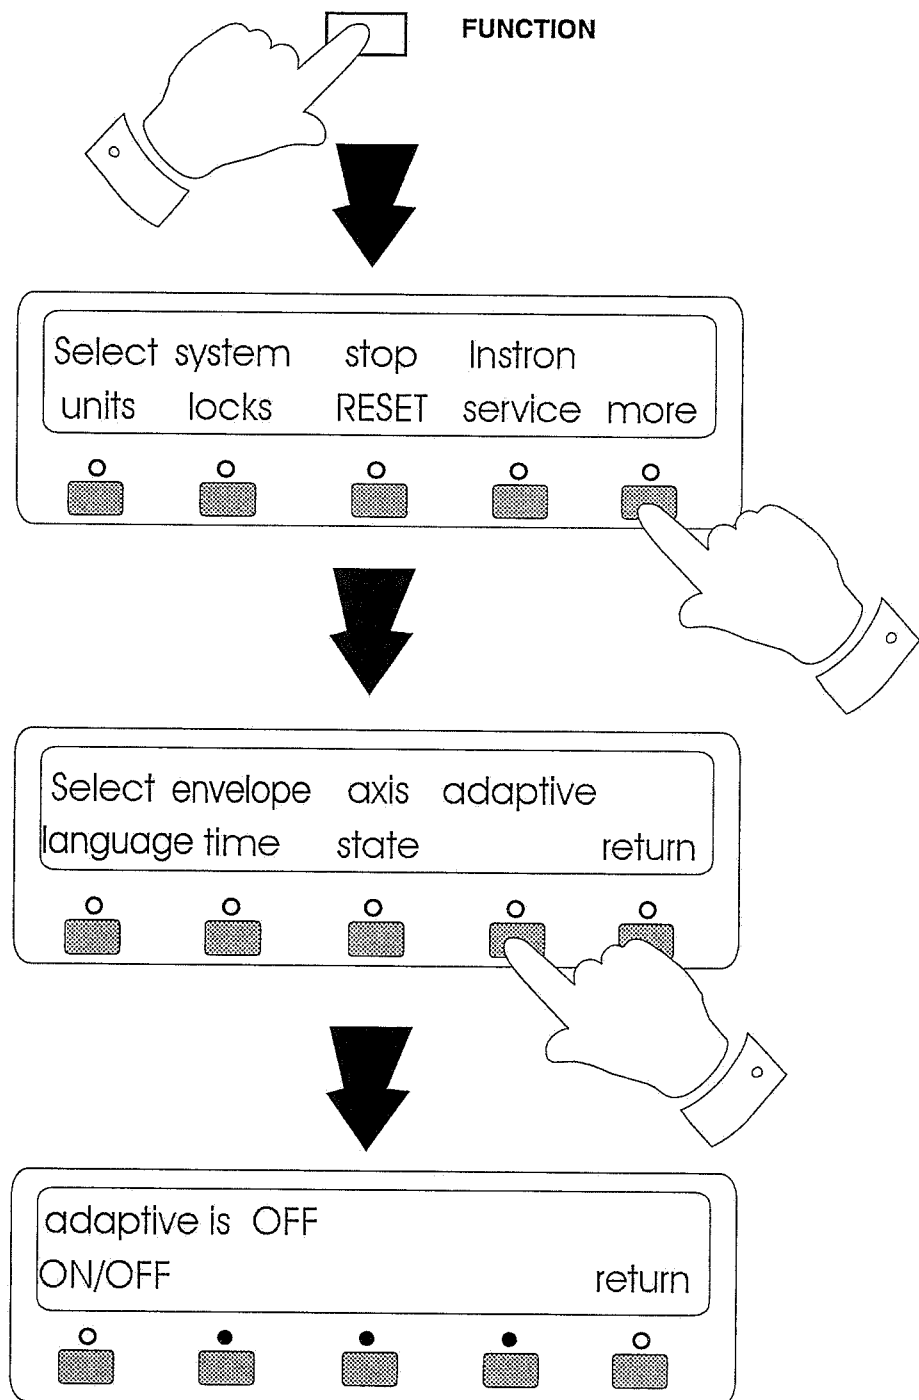 FUNCTION
Select system stop Instron
units locks RESET service more
Select envelope axis adaptive
language time state return
adaptive is OFF
ON/OFF return